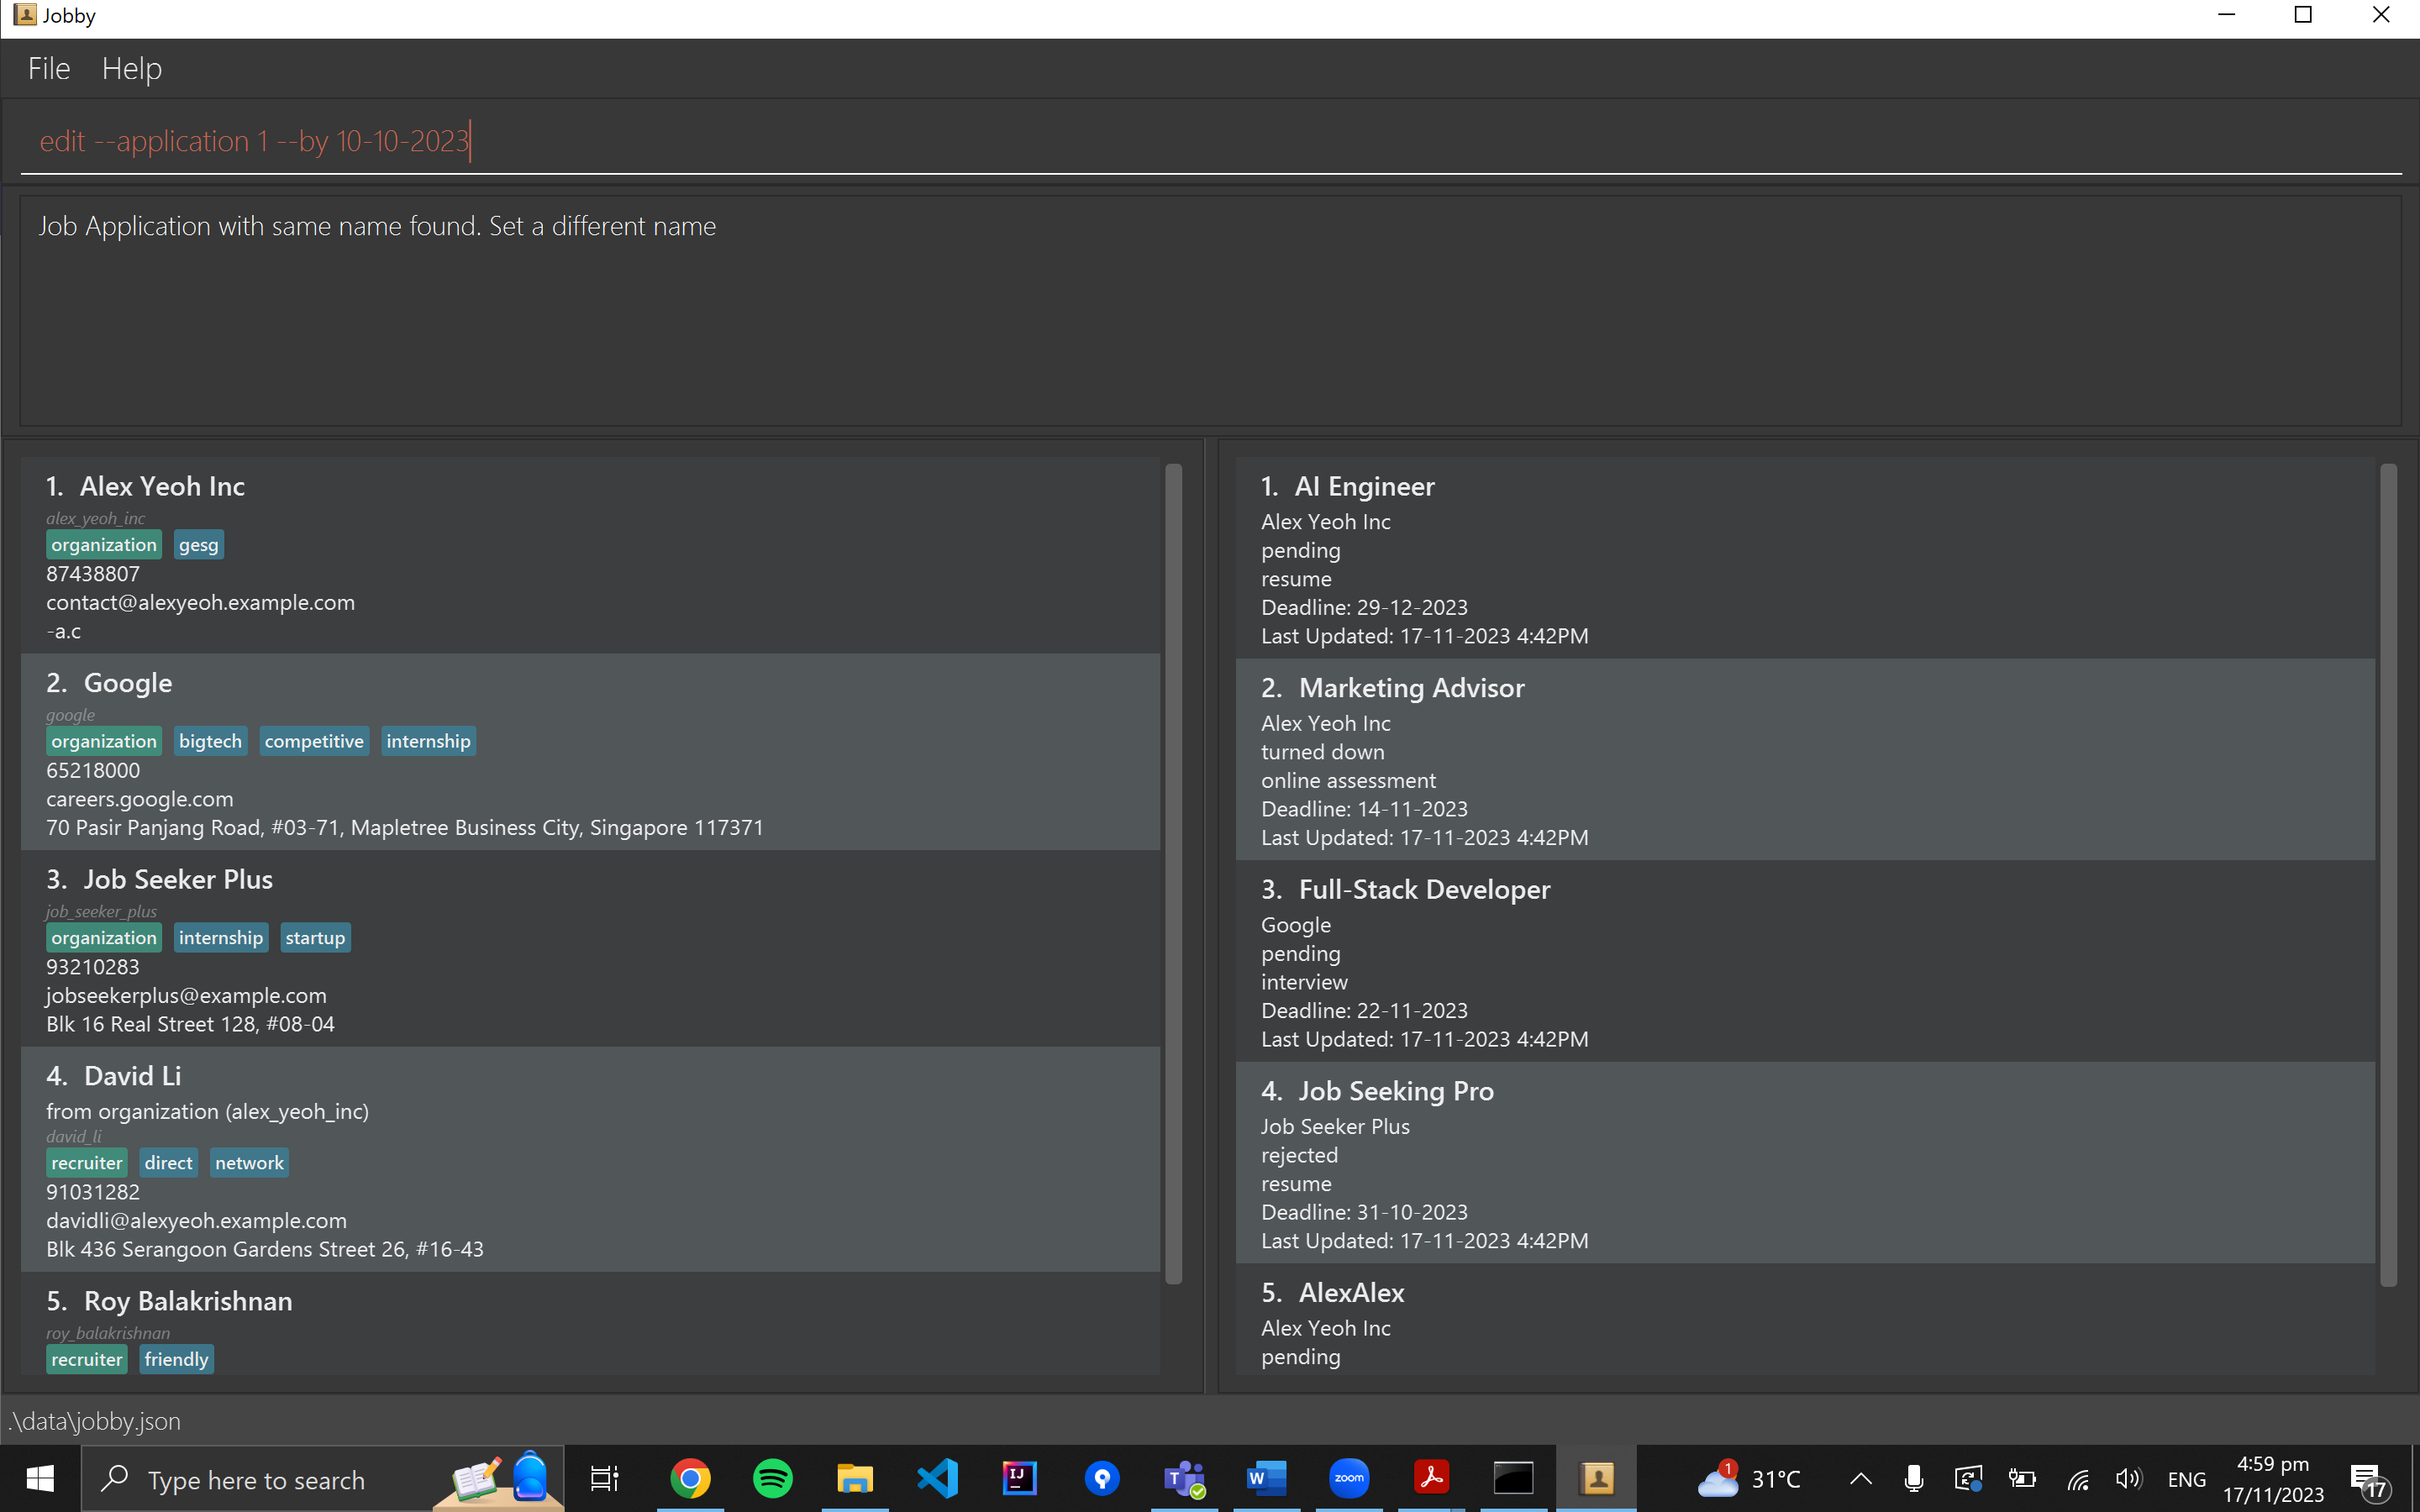 Jobby
File Help
edit --application 1 --by 10-10-2023
Job Application with same name found. Set a different name
1. Alex Yeoh Inc
alex_yeoh_inc
organization gesg
87438807
contact@alexyeoh.example.com
-a.c
2. Google
google
organization bigtech competitive internship
65218000
careers.google.com
70 Pasir Panjang Road, #03-71, Mapletree Business City, Singapore 117371
3. Job Seeker Plus
job_seeker_plus
organization internship startup
93210283
jobseekerplus@example.com
Blk 16 Real Street 128, #08-04
4. David Li
from organization (alex_yeoh_inc)
david_li
recruiter direct network
91031282
davidli@alexyeoh.example.com
Blk 436 Serangoon Gardens Street 26, #16-43
5. Roy Balakrishnan
roy_balakrishnan
recruiter friendly
1. AI Engineer
Alex Yeoh Inc
pending
resume
Deadline: 29-12-2023
Last Updated: 17-11-2023 4:42PM
2. Marketing Advisor
Alex Yeoh Inc
turned down
online assessment
Deadline: 14-11-2023
Last Updated: 17-11-2023 4:42PM
3. Full-Stack Developer
Google
pending
interview
Deadline: 22-11-2023
Last Updated: 17-11-2023 4:42PM
4. Job Seeking Pro
Job Seeker Plus
rejected
resume
Deadline: 31-10-2023
Last Updated: 17-11-2023 4:42PM
5. AlexAlex
Alex Yeoh Inc
pending
.\data\jobby.json
Type here to search
IJ
T
W
zoom
1
31°C
ENG
4:59 pm
17/11/2023
17